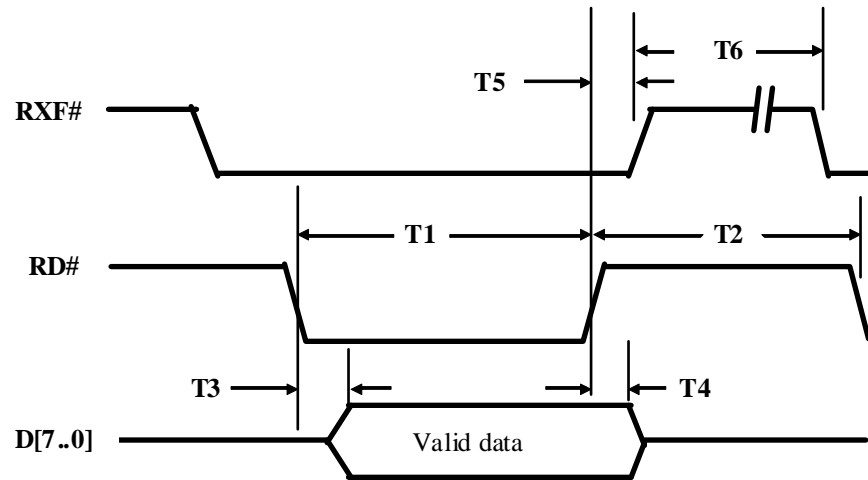 T6
T5
RXF#
T1
T2
RD#
T3
T4
D[7..0]
Valid data